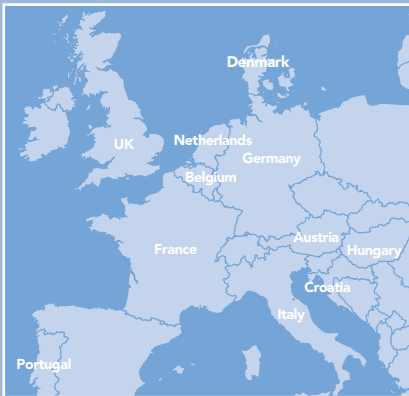 Denmark
UK
Netherlands
Germany
Belgium
Austria
France
Hungary
Croatia
Italy
Portugal